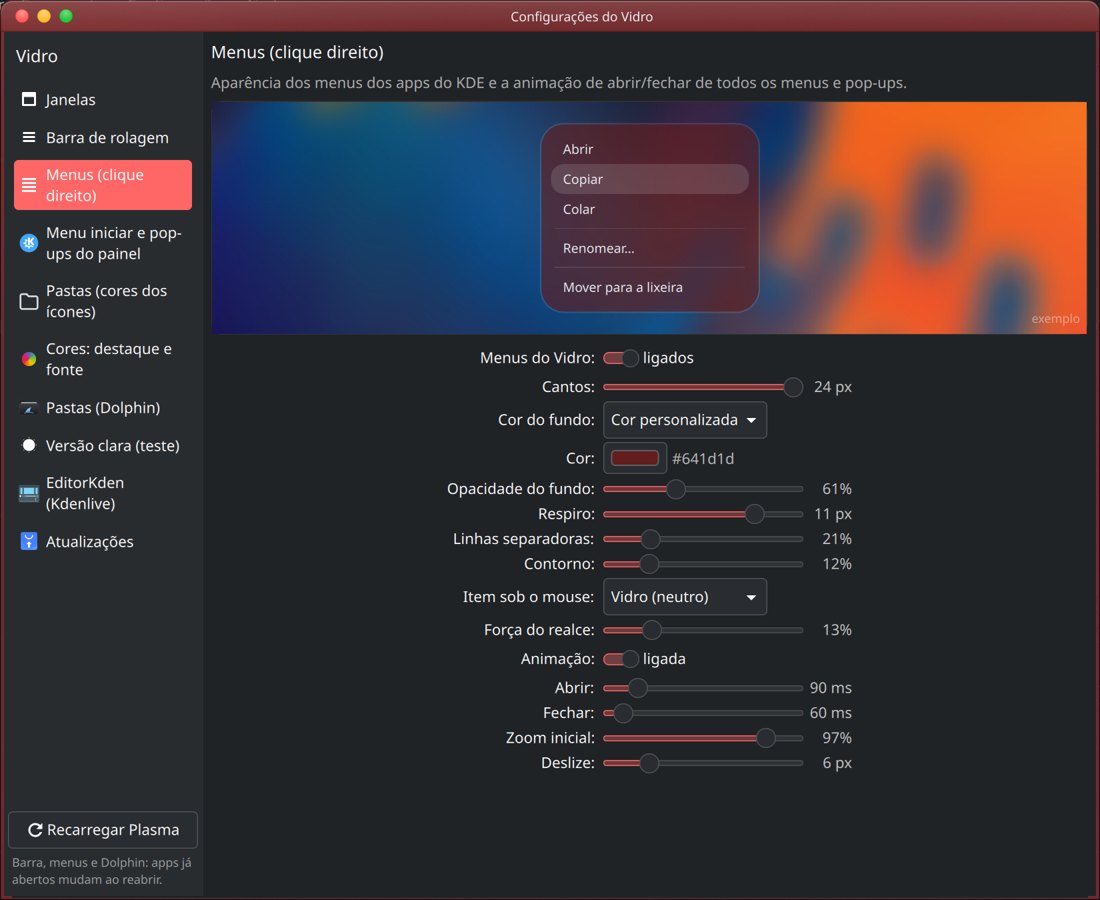 Configurações do Vidro
Vidro
Janelas
Barra de rolagem
Menus (clique
direito)
Menu iniciar e pop-
ups do painel
Pastas (cores dos
ícones)
Cores: destaque e
fonte
Pastas (Dolphin)
Versão clara (teste)
EditorKden
(Kdenlive)
Atualizações
Recarregar Plasma
Barra, menus e Dolphin: apps já
abertos mudam ao reabrir.
Menus (clique direito)
Aparência dos menus dos apps do KDE e a animação de abrir/fechar de todos os menus e pop-ups.
Abrir
Copiar
Colar
Renomear...
Mover para a lixeira
exemplo
Menus do Vidro: ligados
Cantos: 24 px
Cor do fundo: Cor personalizada
Cor: #641d1d
Opacidade do fundo: 61%
Respiro: 11 px
Linhas separadoras: 21%
Contorno: 12%
Item sob o mouse: Vidro (neutro)
Força do realce: 13%
Animação: ligada
Abrir: 90 ms
Fechar: 60 ms
Zoom inicial: 97%
Deslize: 6 px